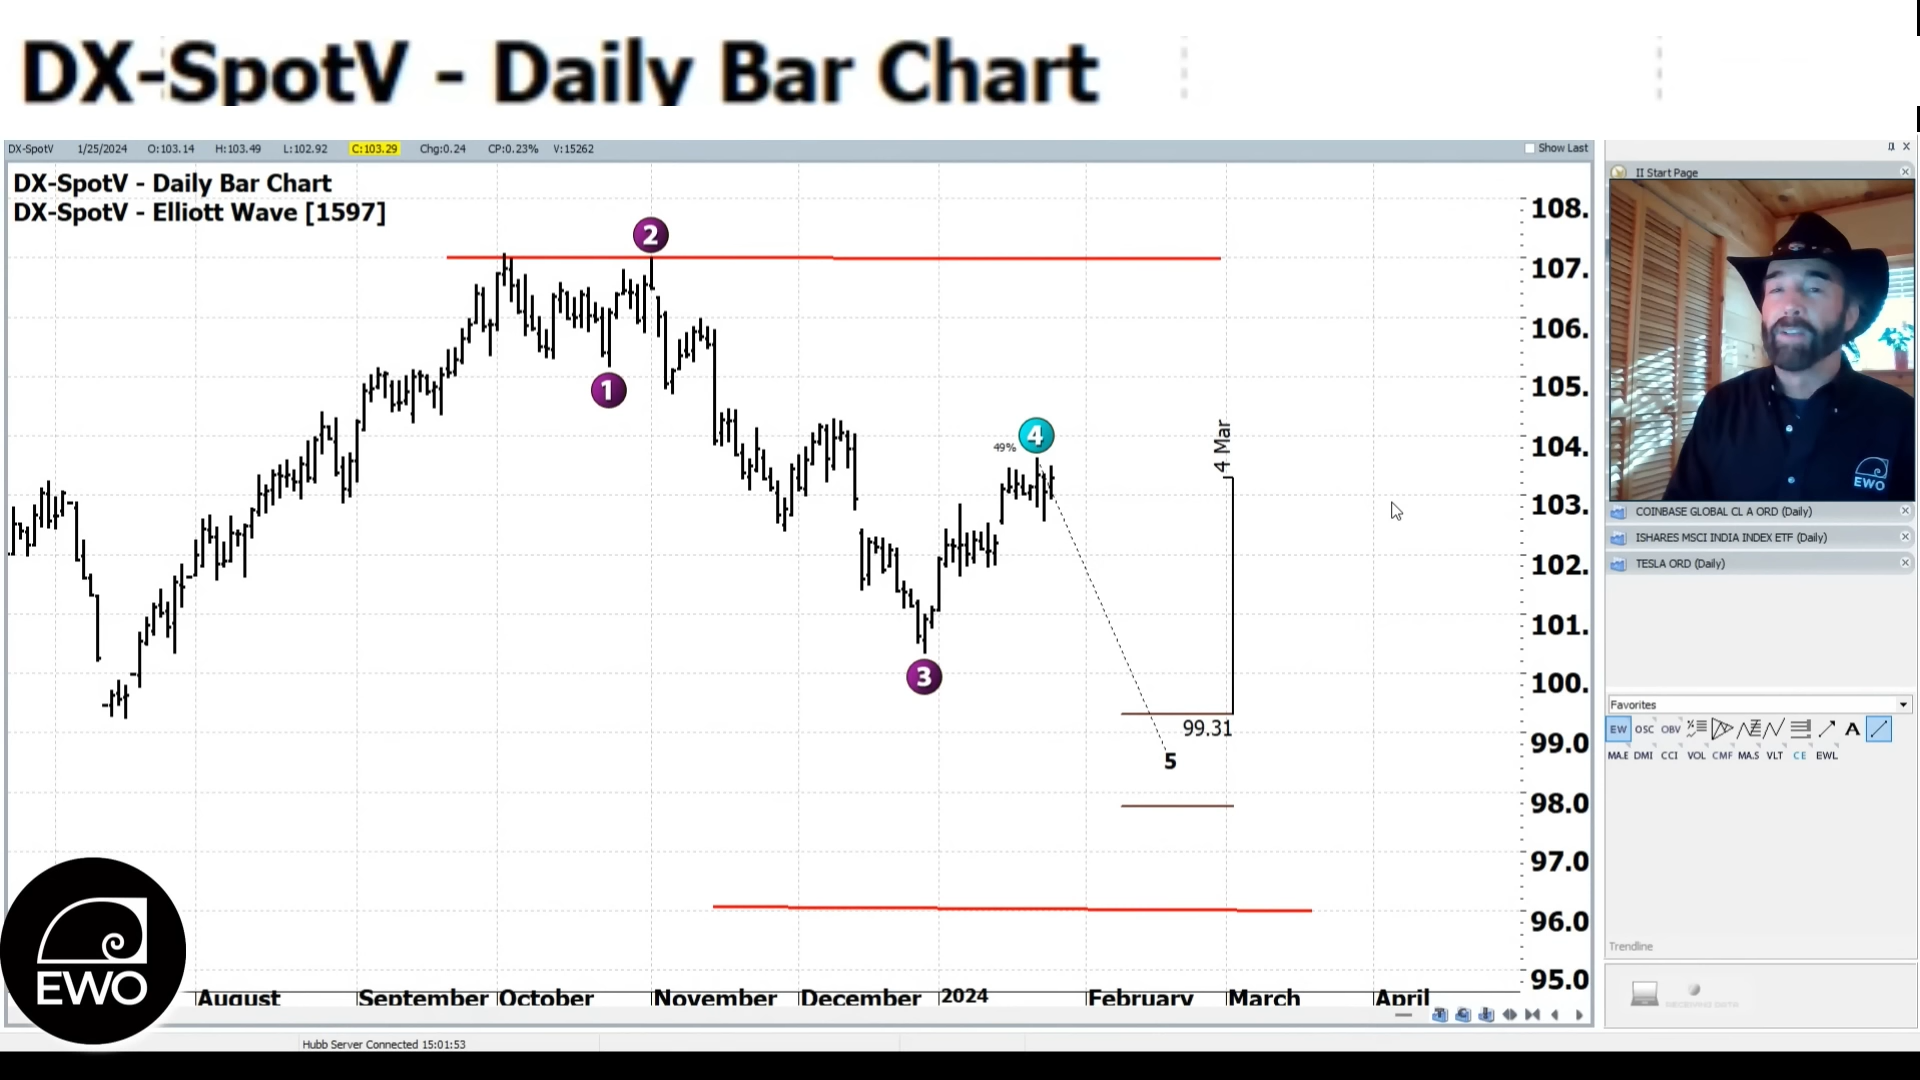 DX-SpotV - Daily Bar Chart
DX-SpotV 1/25/2024 O:103.14 H:103.49 L:102.92 C:103.29 Chg:0.24 CP:0.23% V:15262 Show Last
DX-SpotV - Daily Bar Chart
DX-SpotV - Elliott Wave [1597]
II Start Page
108.
2
107.
106.
105.
1
4 Mar
49% 4
104.
103.
102.
101.
3
100.
99.31
99.0
5
98.0
97.0
96.0
95.0
EWO
COINBASE GLOBAL CL A ORD (Daily)
ISHARES MSCI INDIA INDEX ETF (Daily)
TESLA ORD (Daily)
Favorites
EW OSC OBV A
MA.E DMI CCI VOL CMF MA.S VLT CE EWL
Trendline
EWO
August September October November December 2024 February March April
Hubb Server Connected 15:01:53